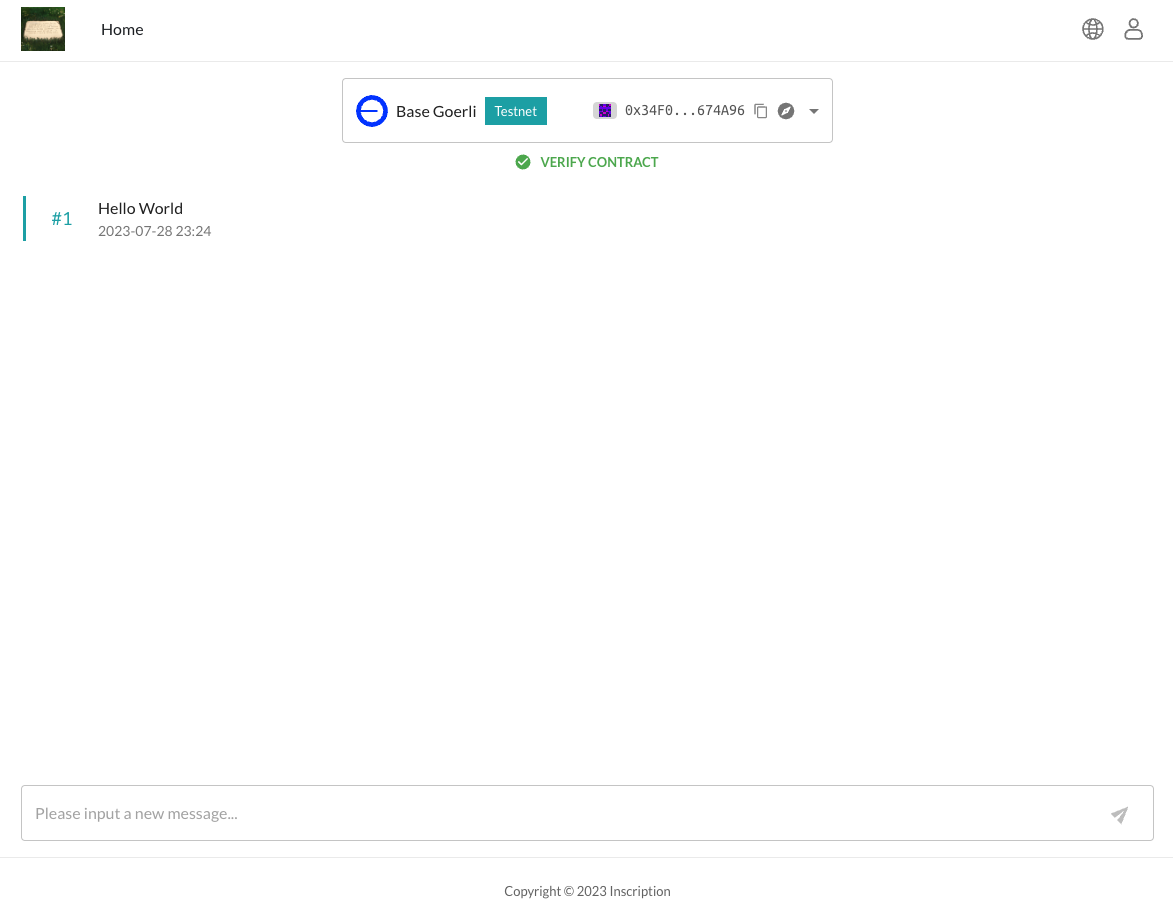 Home
Base Goerli Testnet 0x34F0...674A96
VERIFY CONTRACT
#1 Hello World
2023-07-28 23:24
Please input a new message...
Copyright © 2023 Inscription